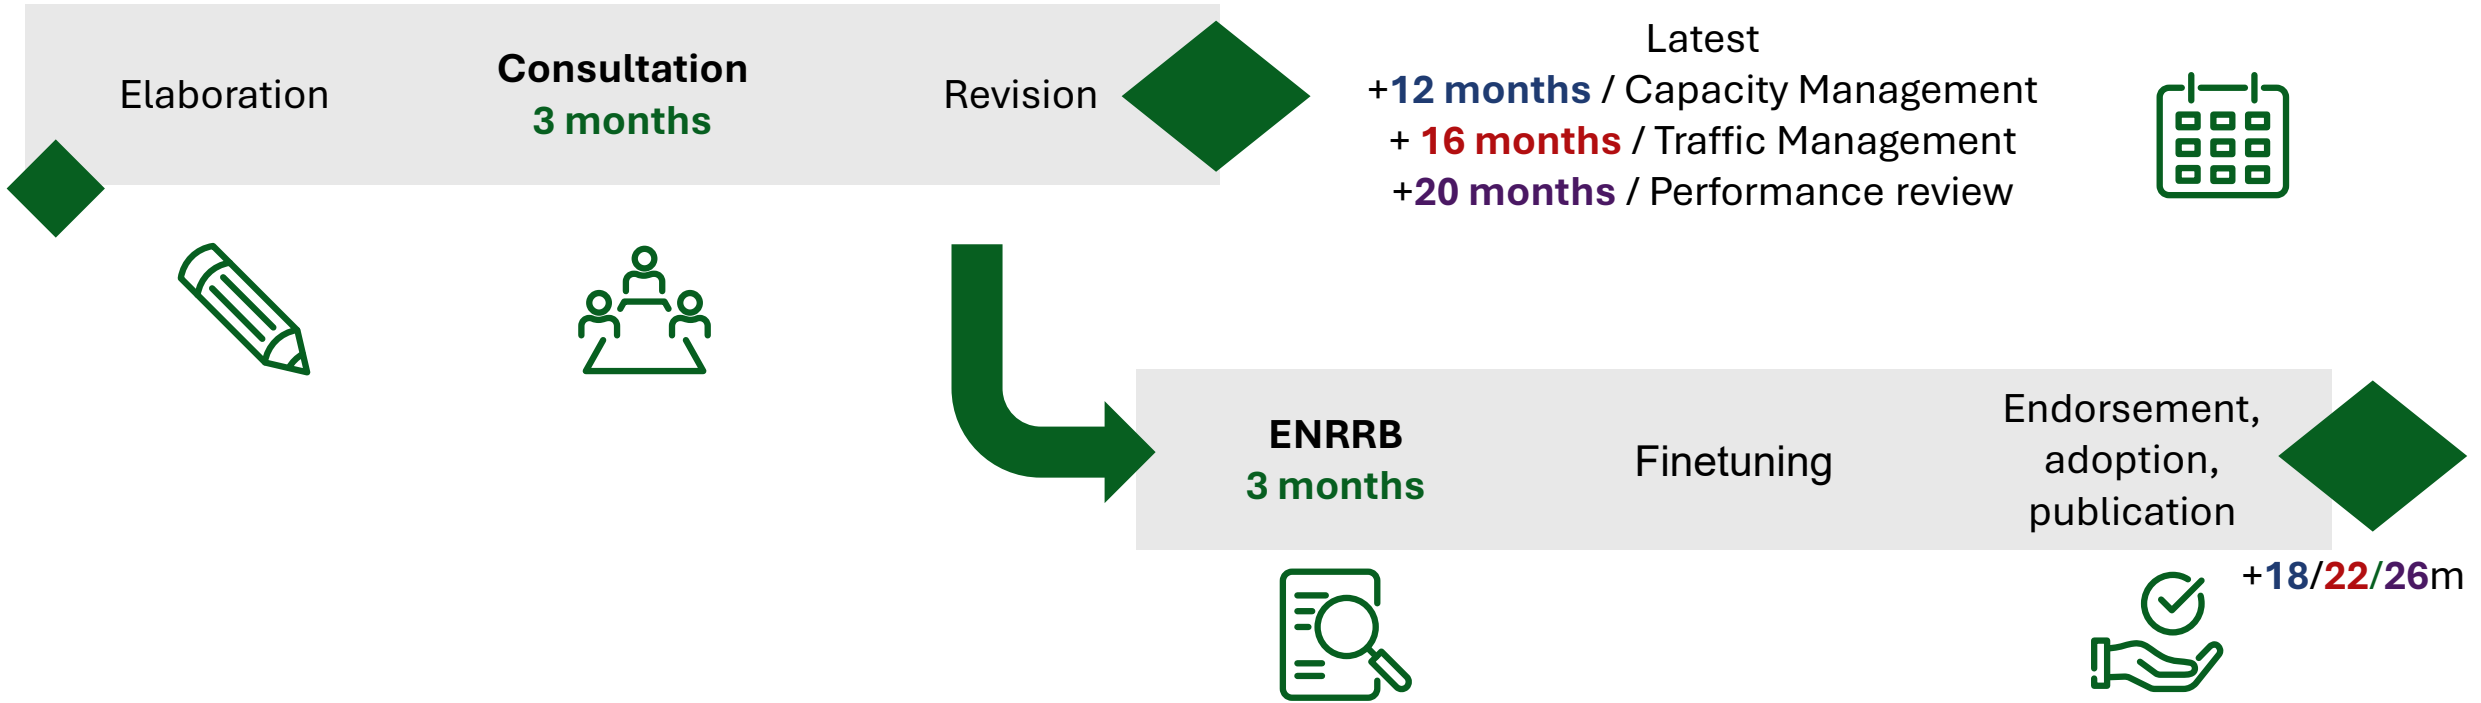 Elaboration
Consultation
3 months
Revision
Latest
+12 months / Capacity Management
+ 16 months / Traffic Management
+20 months / Performance review
ENRRB
3 months
Finetuning
Endorsement,
adoption,
publication
+18/22/26m